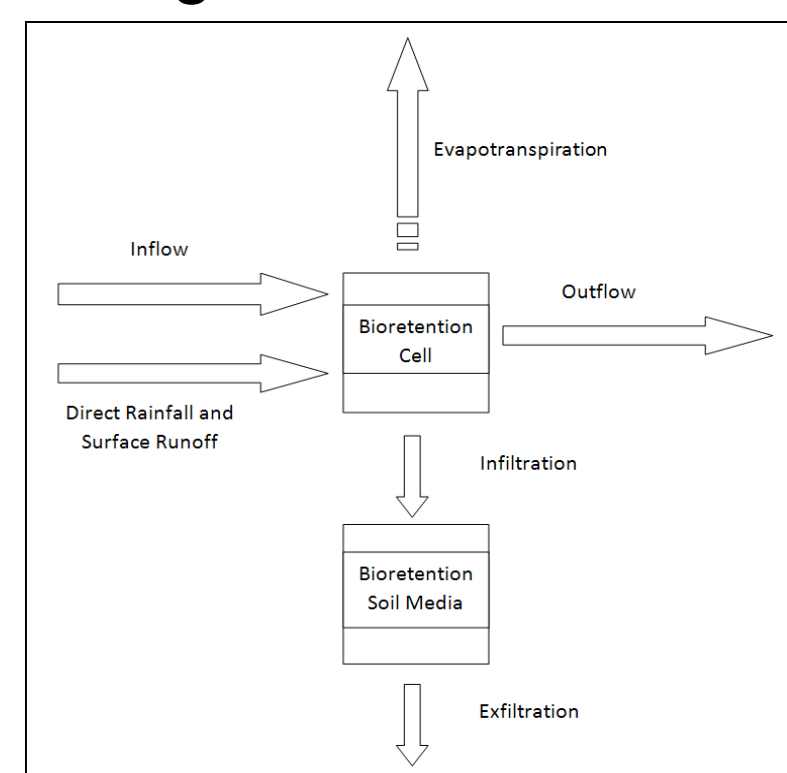 Evapotranspiration
Inflow
Outflow
Bioretention
Cell
Direct Rainfall and
Surface Runoff
Infiltration
Bioretention
Soil Media
Exfiltration